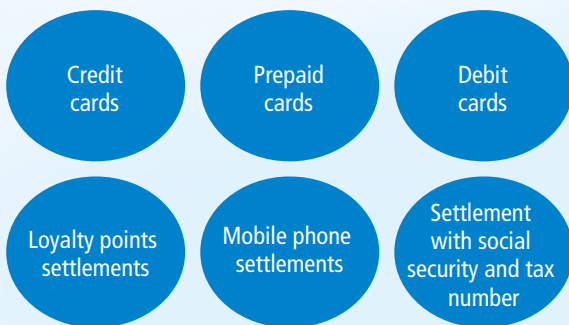 Credit
cards
Prepaid
cards
Debit
cards
Loyalty points
settlements
Mobile phone
settlements
Settlement
with social
security and tax
number